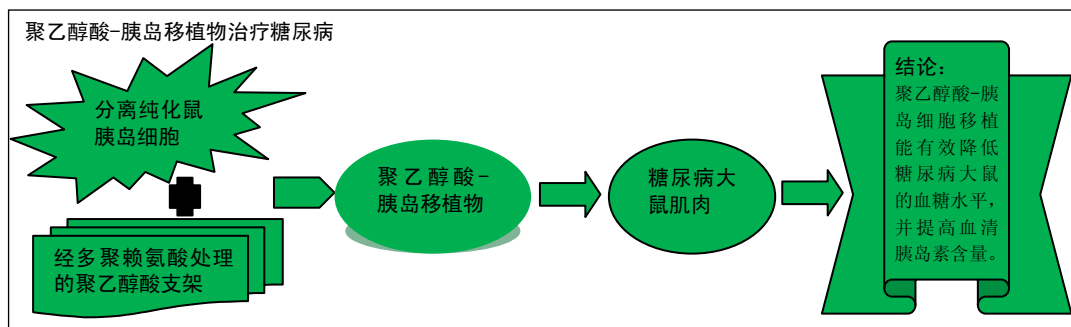 聚乙醇酸-胰岛移植物治疗糖尿病
分离纯化鼠
胰岛细胞
经多聚赖氨酸处理
的聚乙醇酸支架
聚乙醇酸-
胰岛移植物
糖尿病大
鼠肌肉
结论：
聚乙醇酸-胰
岛细胞移植
能有效降低
糖尿病大鼠
的血糖水平，
并提高血清
胰岛素含量。